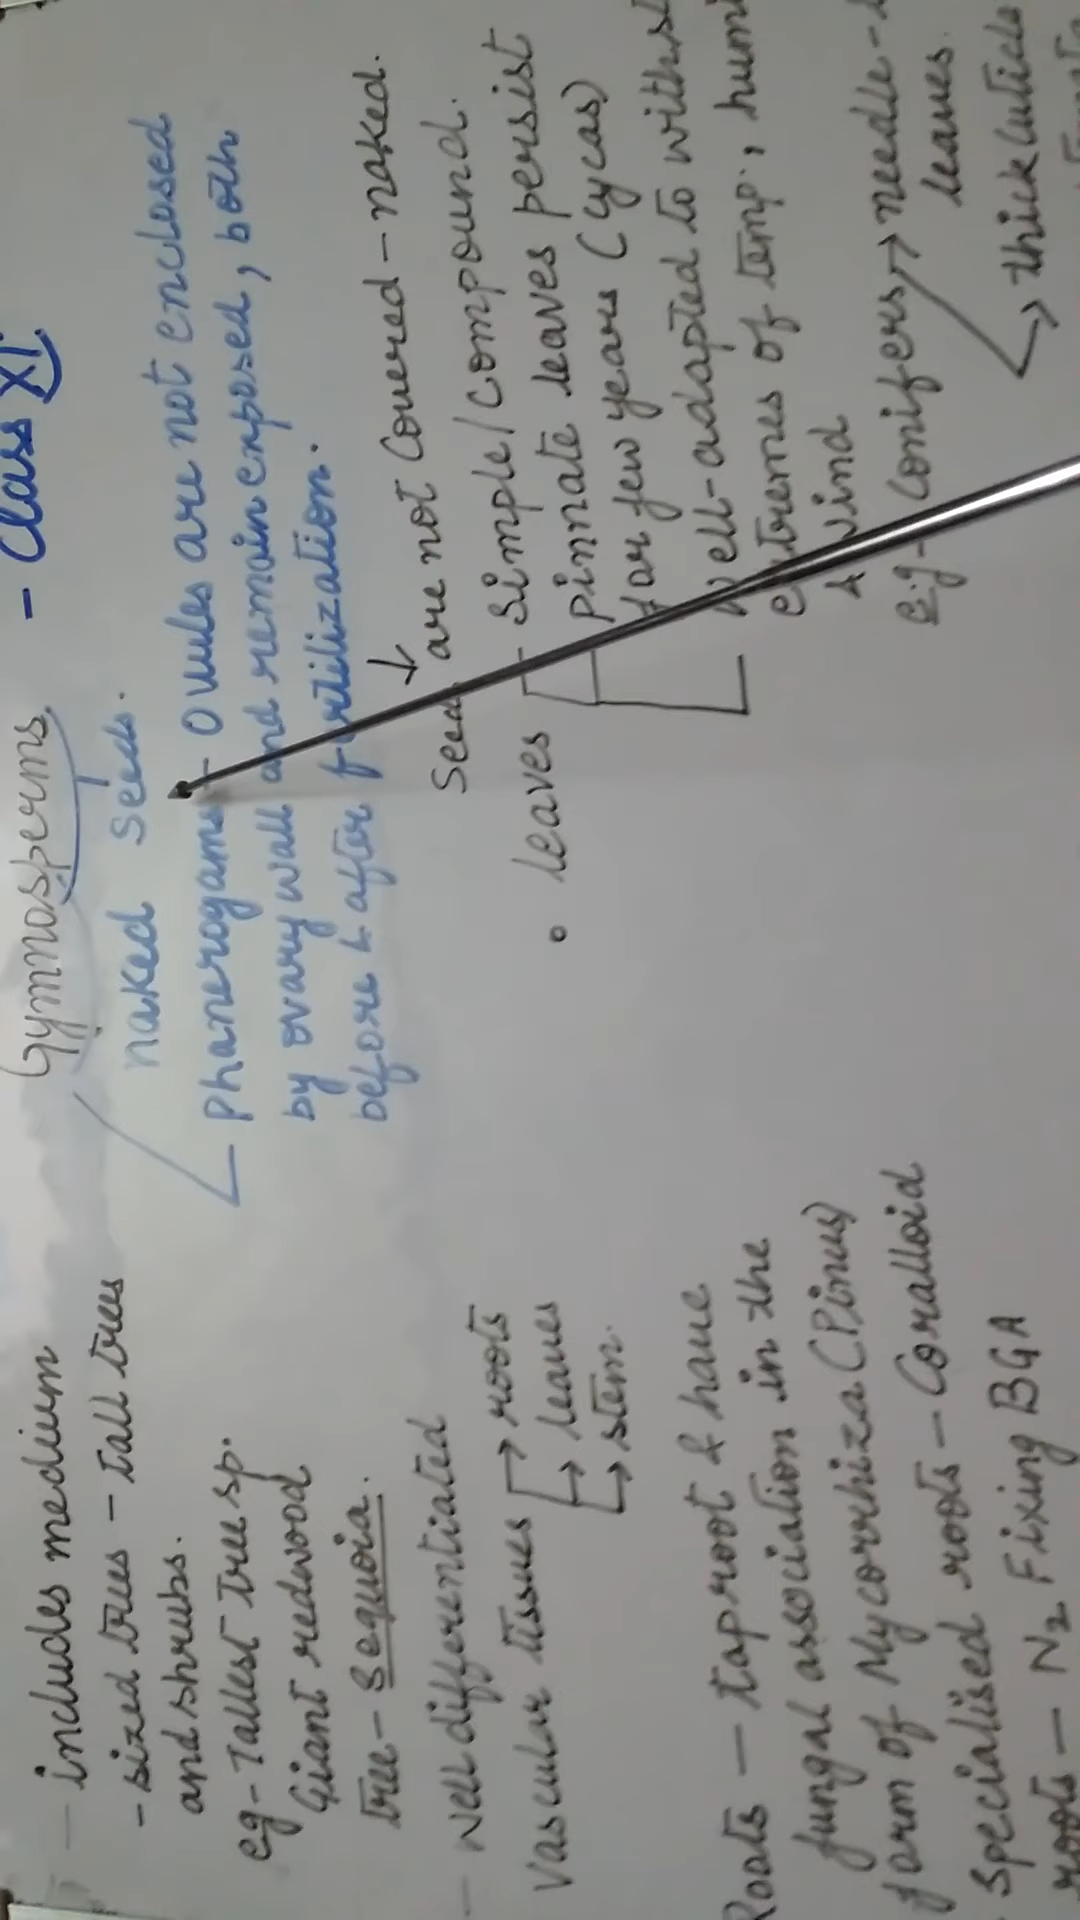 Gymnosperms - Class XI
naked seeds.
- Phanerogams - Ovules are not enclosed
by ovary wall and remain exposed, both
before & after fertilization.
↓
Seeds are not covered - naked.
- includes medium
- sized trees - tall trees
and shrubs.
eg - Tallest tree sp.
Giant redwood
tree - Sequoia.
- Well differentiated
vascular tissues → roots
→ leaves
→ stem.
Roots - taproot & have
fungal association in the
form of Mycorrhiza (Pinus)
- Specialised roots - Coralloid
roots - N2 Fixing BGA
• leaves - Simple / compound.
pinnate leaves persist
for few years (Cycas)
well-adapted to
extremes of temp.,
& wind
e.g - Conifers → needle-
leaves.
→ thick cuticle